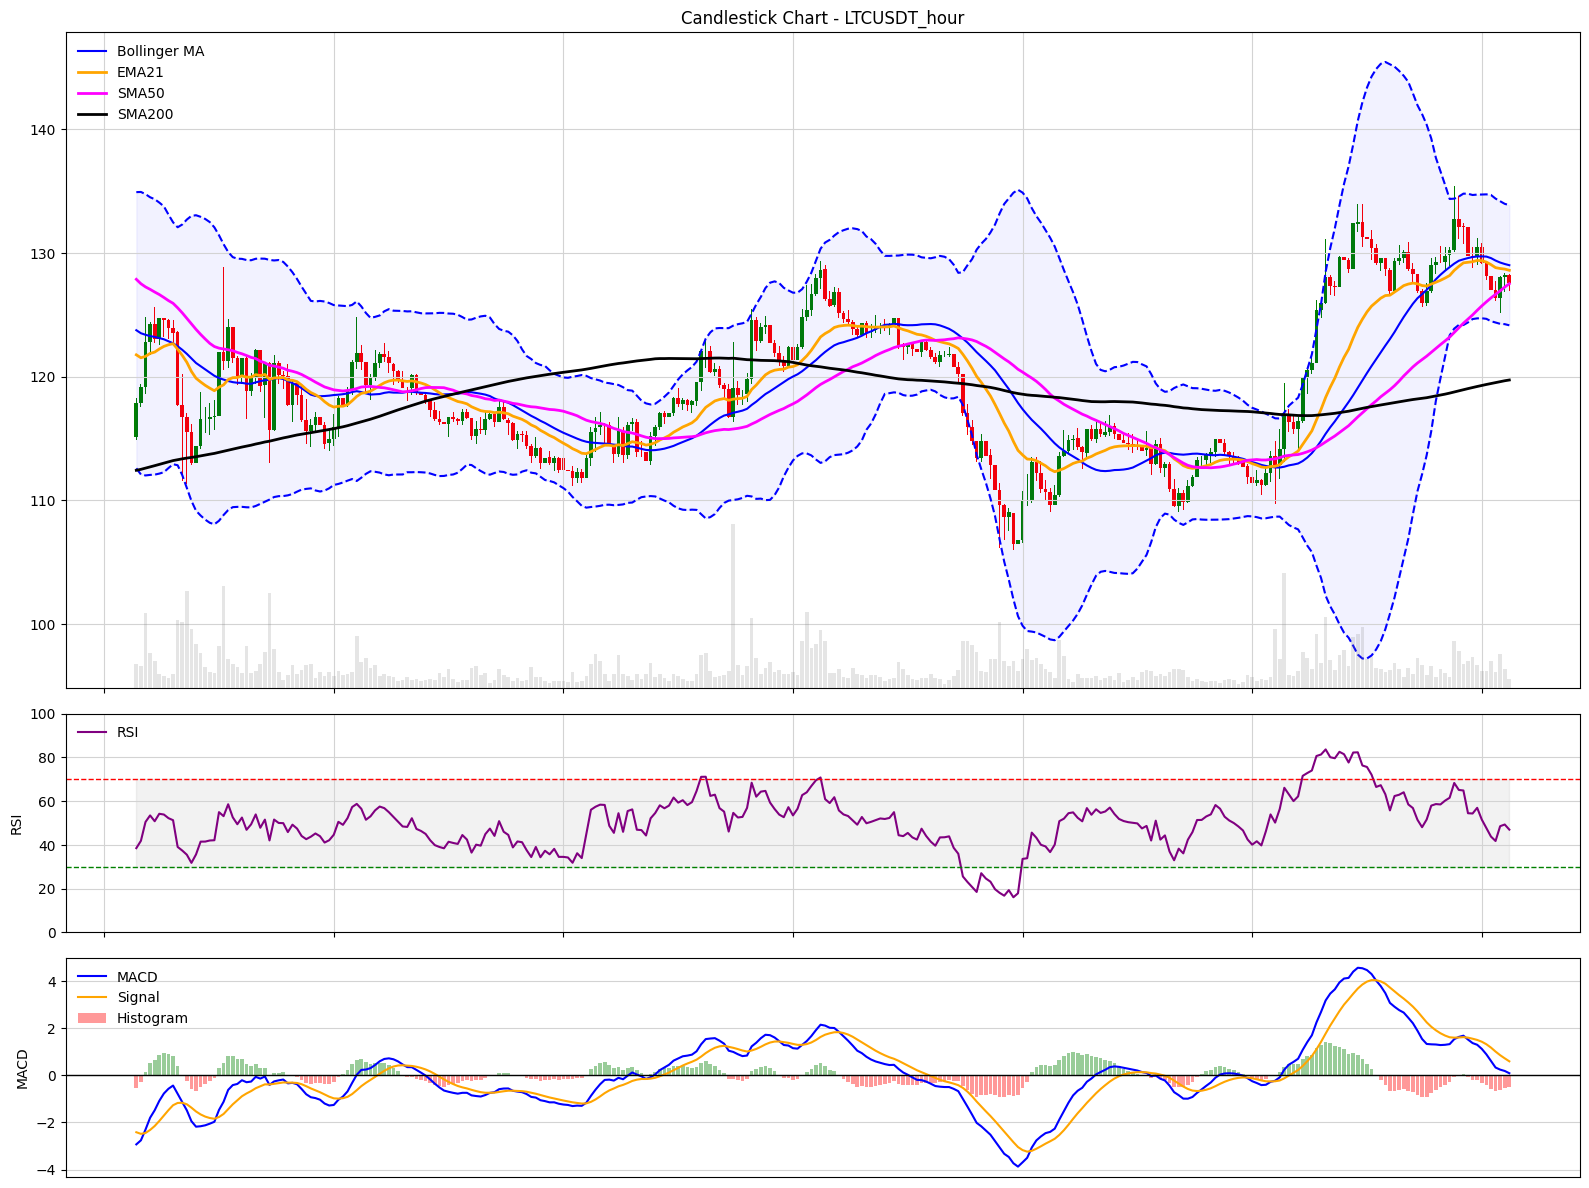 Candlestick Chart - LTCUSDT_hour
Bollinger MA
EMA21
SMA50
SMA200
140
130
120
110
100
RSI
100
80
60
40
20
0
RSI
MACD
Signal
Histogram
4
2
0
−2
−4
MACD